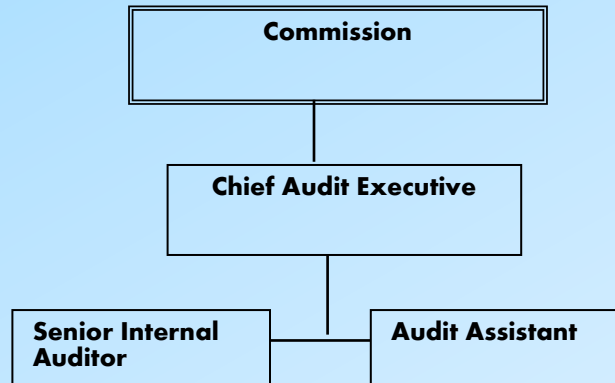 Commission
Chief Audit Executive
Senior Internal
Auditor
Audit Assistant